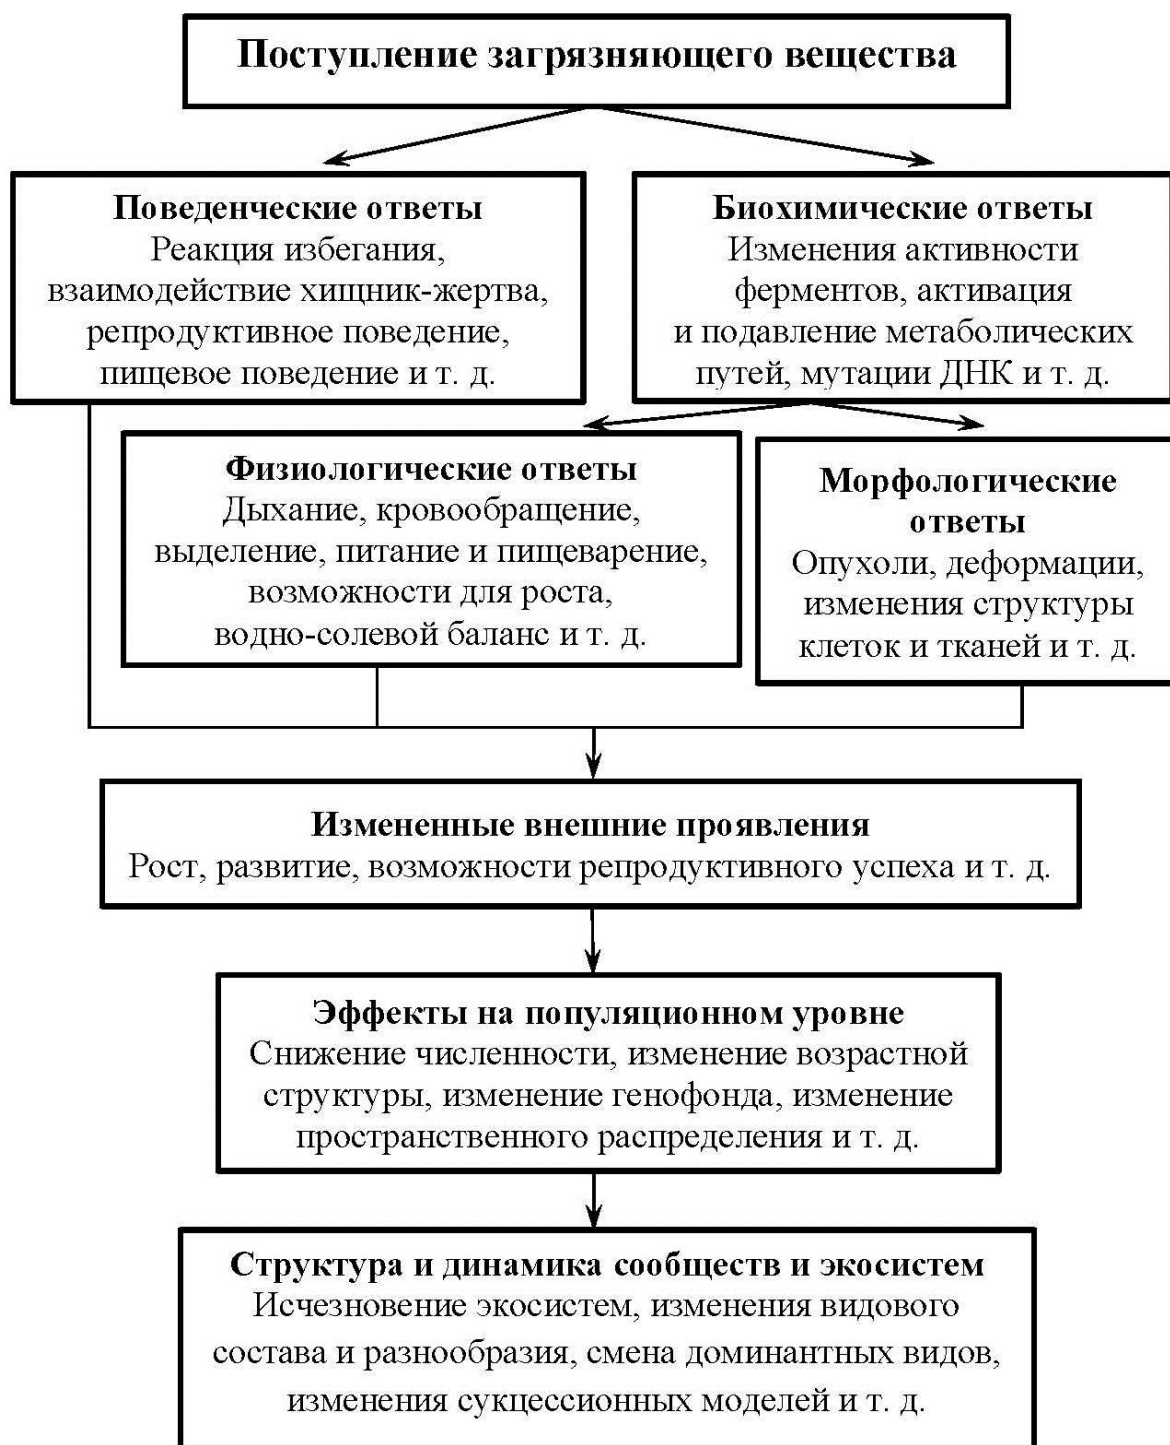 Поступление загрязняющего вещества
Поведенческие ответы
Реакция избегания,
взаимодействие хищник-жертва,
репродуктивное поведение,
пищевое поведение и т. д.
Биохимические ответы
Изменения активности
ферментов, активация
и подавление метаболических
путей, мутации ДНК и т. д.
Физиологические ответы
Дыхание, кровообращение,
выделение, питание и пищеварение,
возможности для роста,
водно-солевой баланс и т. д.
Морфологические
ответы
Опухоли, деформации,
изменения структуры
клеток и тканей и т. д.
Измененные внешние проявления
Рост, развитие, возможности репродуктивного успеха и т. д.
Эффекты на популяционном уровне
Снижение численности, изменение возрастной
структуры, изменение генофонда, изменение
пространственного распределения и т. д.
Структура и динамика сообществ и экосистем
Исчезновение экосистем, изменения видового
состава и разнообразия, смена доминантных видов,
изменения сукцессионных моделей и т. д.